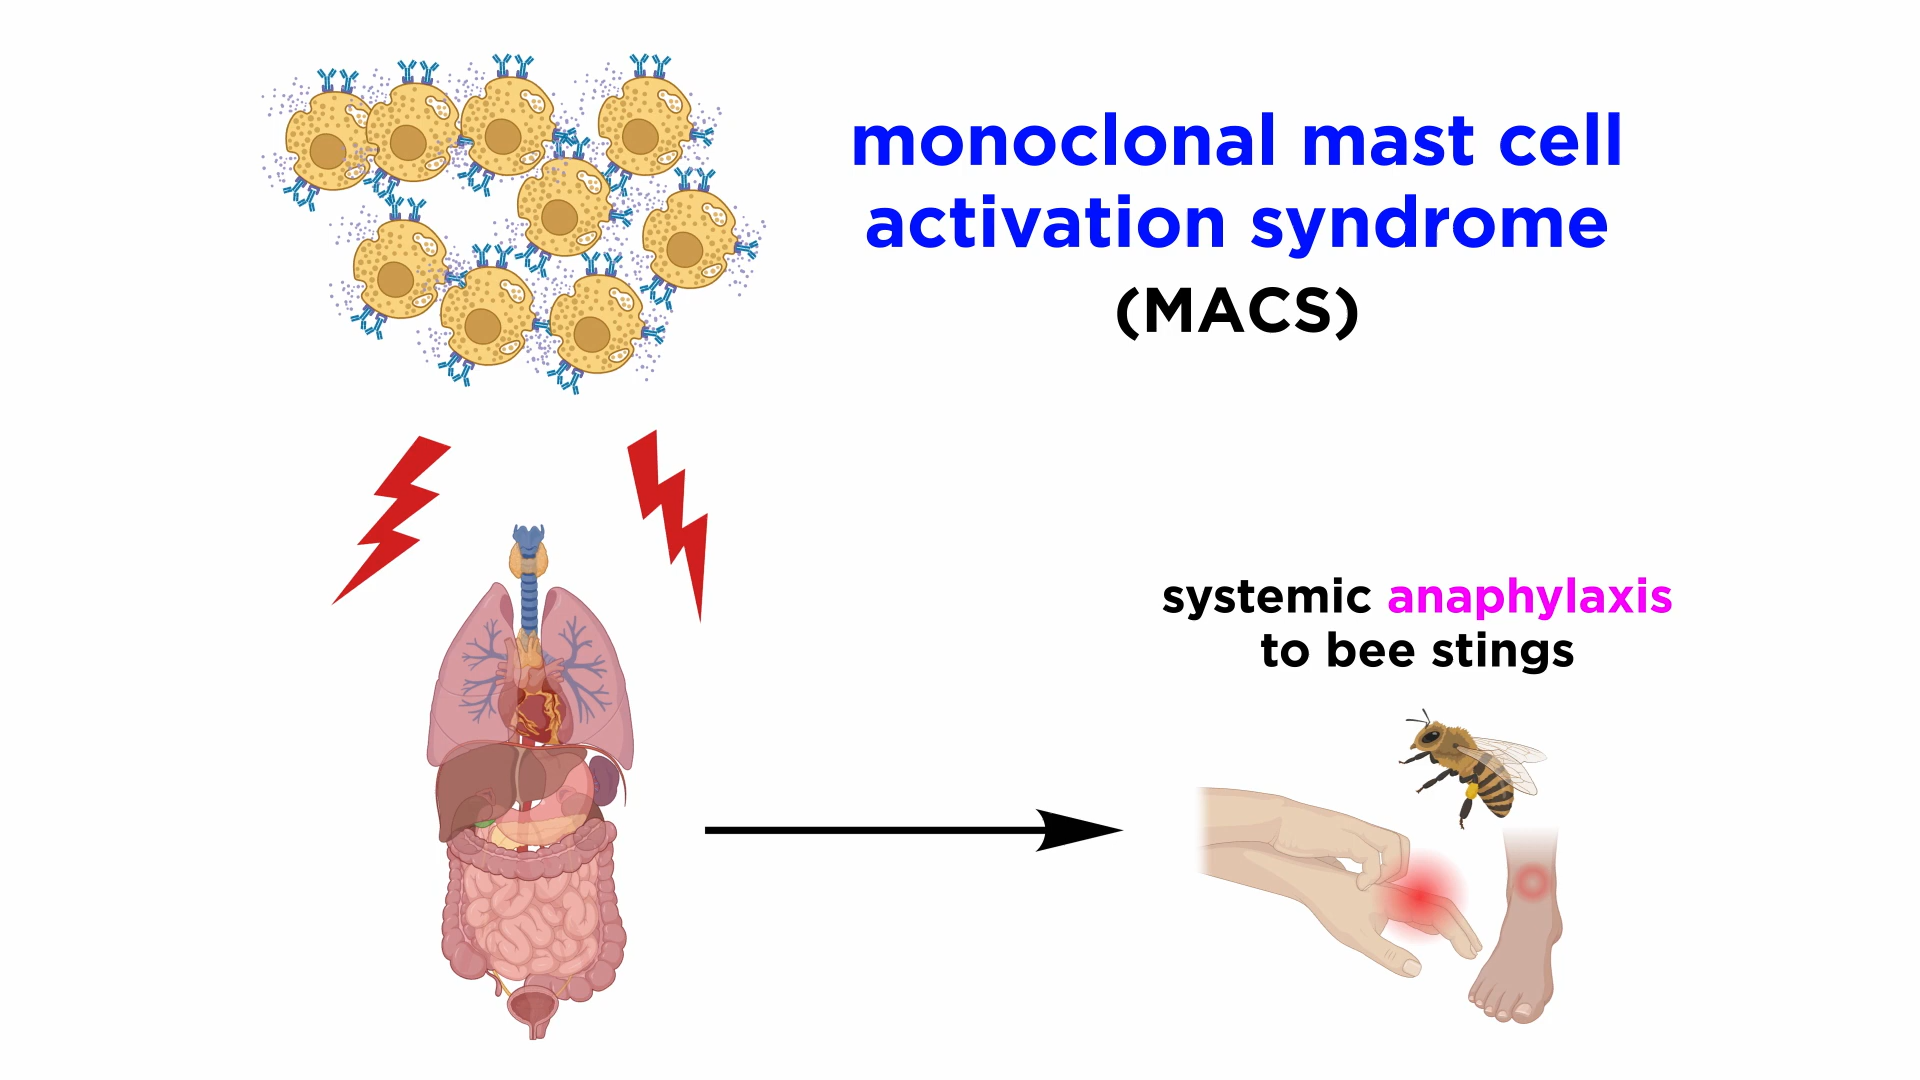 monoclonal mast cell
activation syndrome
(MACS)
systemic anaphylaxis
to bee stings